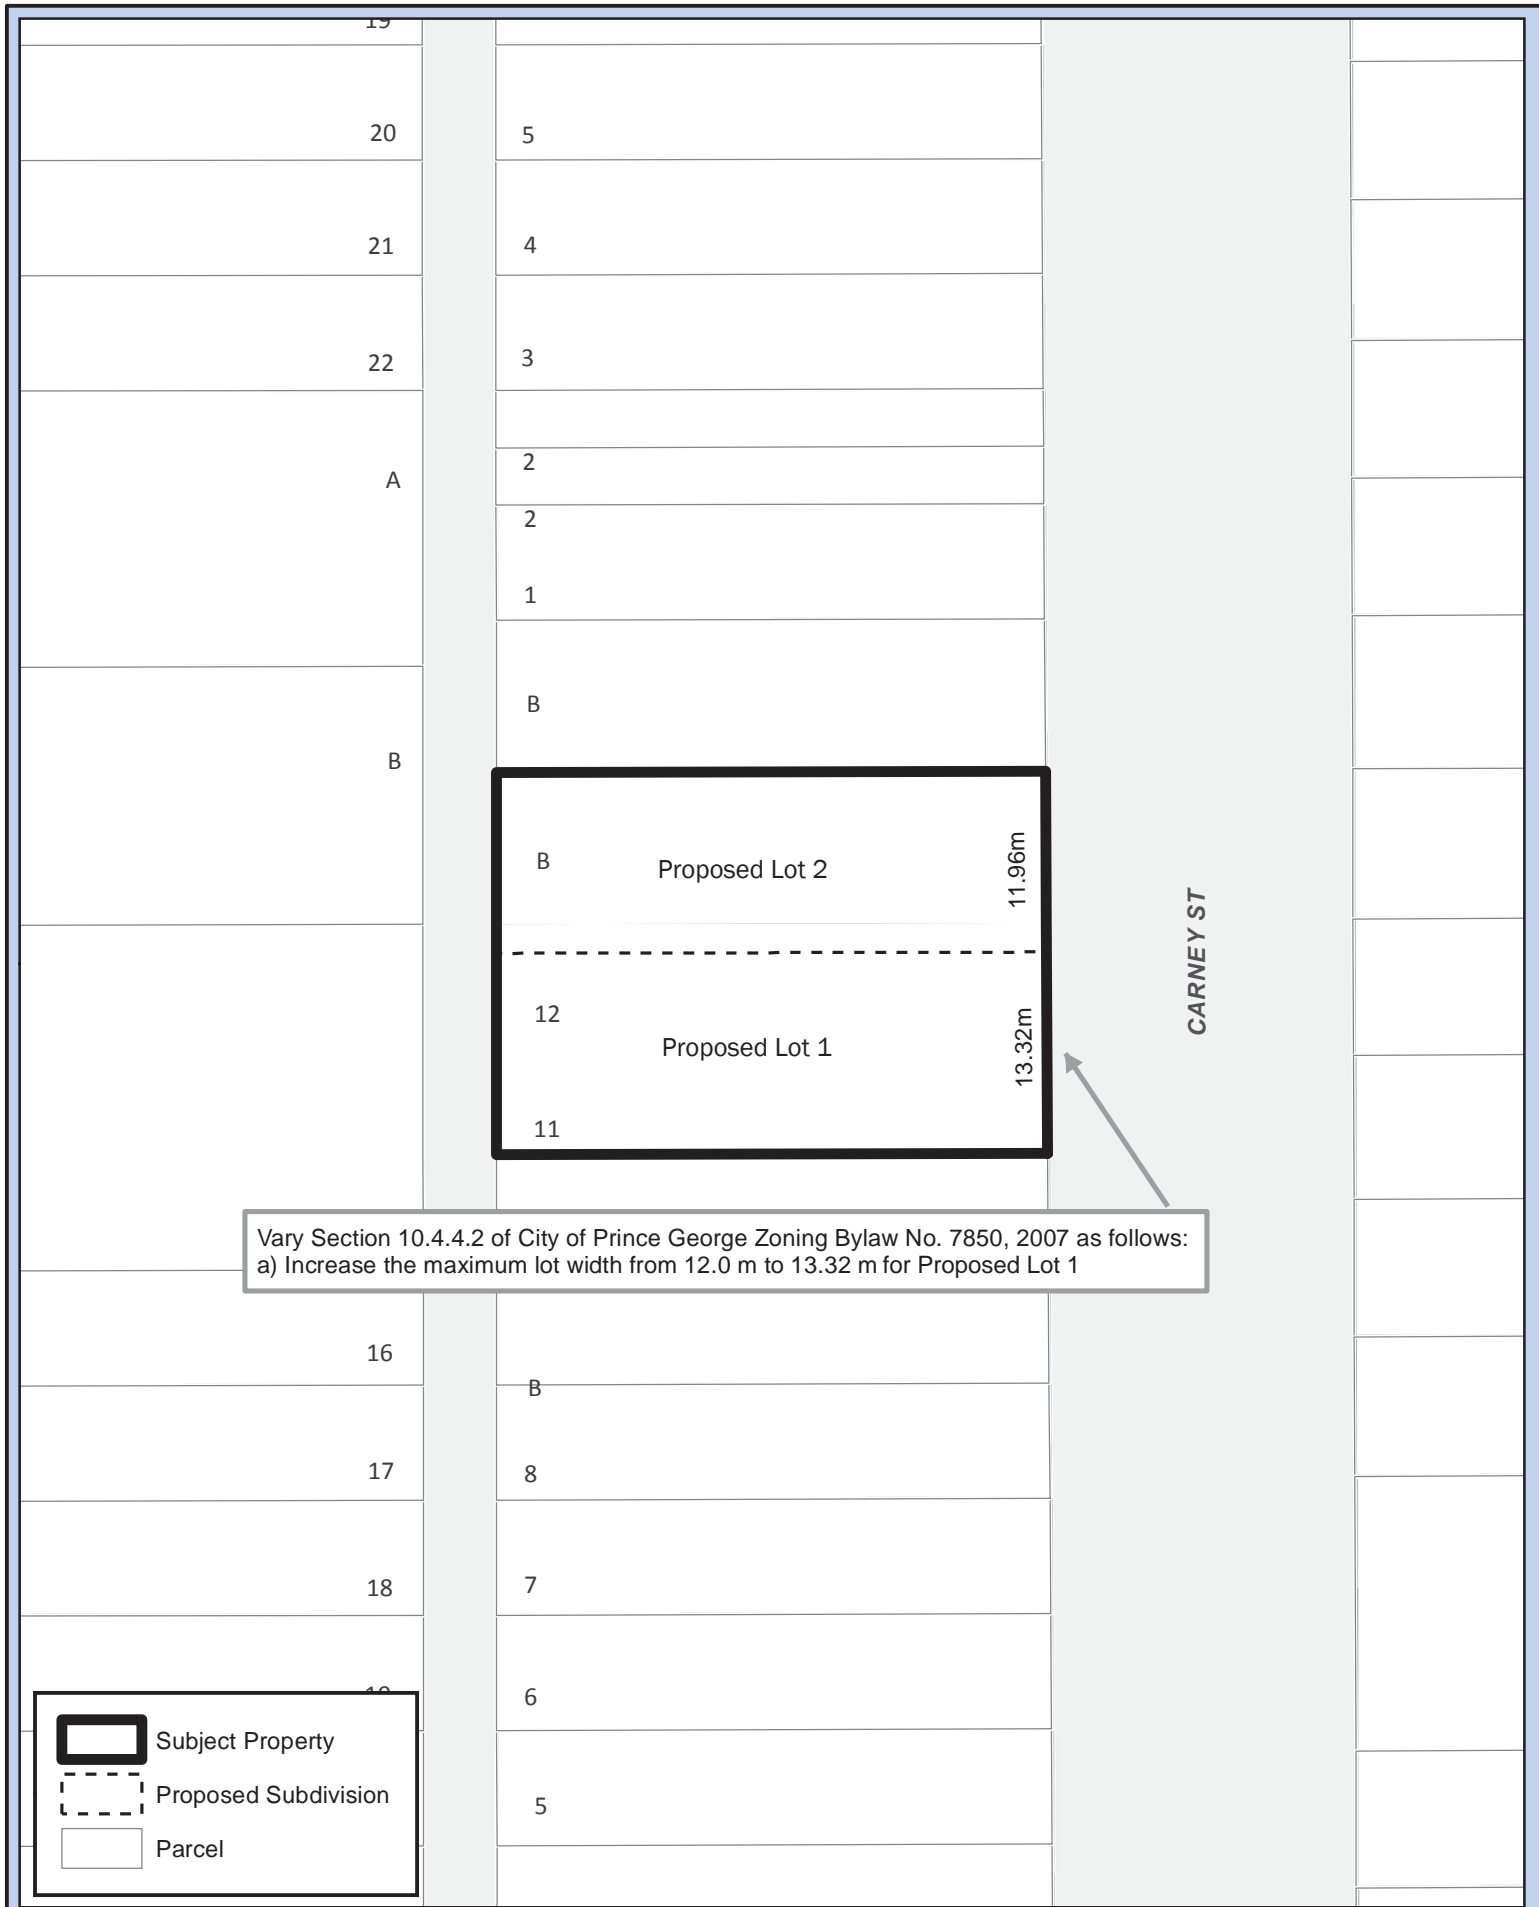 19
20
21
22
A
B
16
17
18
5
4
3
2
2
1
B
B
Proposed Lot 2
11.96m
12
Proposed Lot 1
13.32m
11
CARNEY ST
Vary Section 10.4.4.2 of City of Prince George Zoning Bylaw No. 7850, 2007 as follows:
a) Increase the maximum lot width from 12.0 m to 13.32 m for Proposed Lot 1
B
8
7
6
5
Subject Property
Proposed Subdivision
Parcel